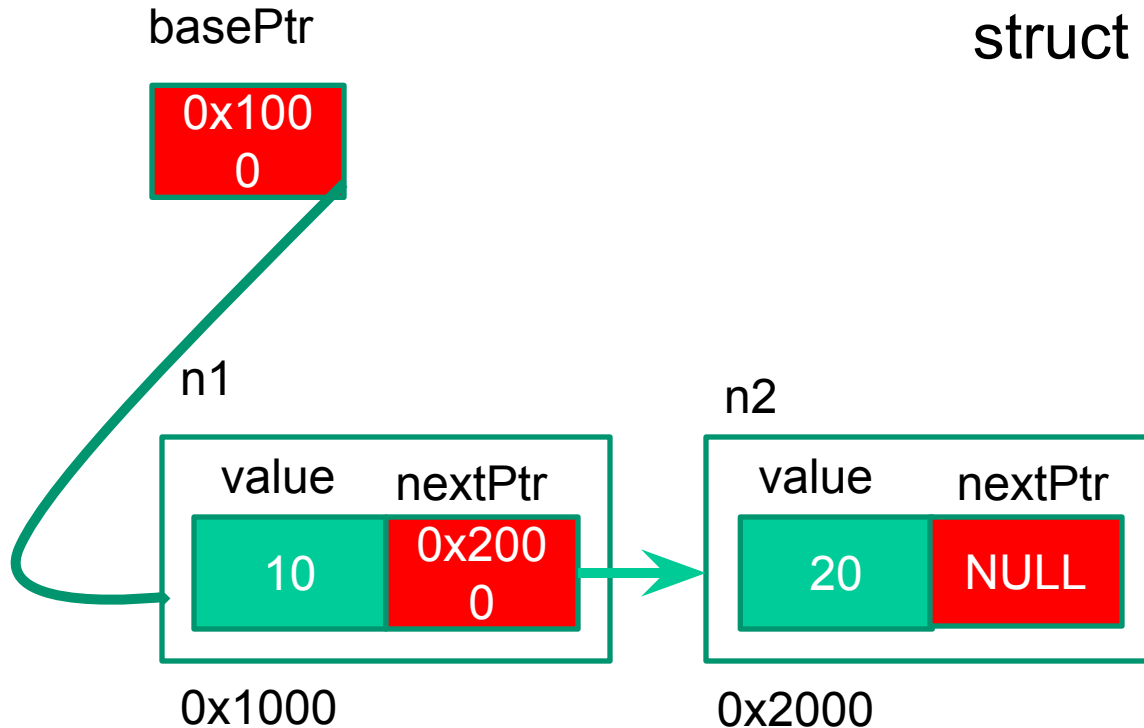 basePtr
struct
0x100
0
n1
n2
value nextPtr
value nextPtr
10
0x200
0
20
NULL
0x1000
0x2000